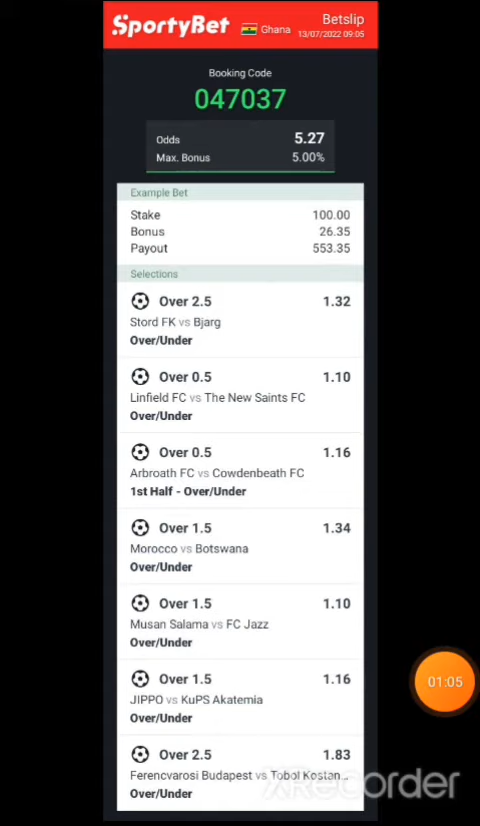 SportyBet Ghana Betslip
13/07/2022 09:05
Booking Code
047037
Odds 5.27
Max. Bonus 5.00%
Example Bet
Stake 100.00
Bonus 26.35
Payout 553.35
Selections
Over 2.5 1.32
Stord FK vs Bjarg
Over/Under
Over 0.5 1.10
Linfield FC vs The New Saints FC
Over/Under
Over 0.5 1.16
Arbroath FC vs Cowdenbeath FC
1st Half - Over/Under
Over 1.5 1.34
Morocco vs Botswana
Over/Under
Over 1.5 1.10
Musan Salama vs FC Jazz
Over/Under
Over 1.5 1.16
JIPPO vs KuPS Akatemia
Over/Under
Over 2.5 1.83
Ferencvarosi Budapest vs Tobol Kostan...
Over/Under
01:05
XRecorder